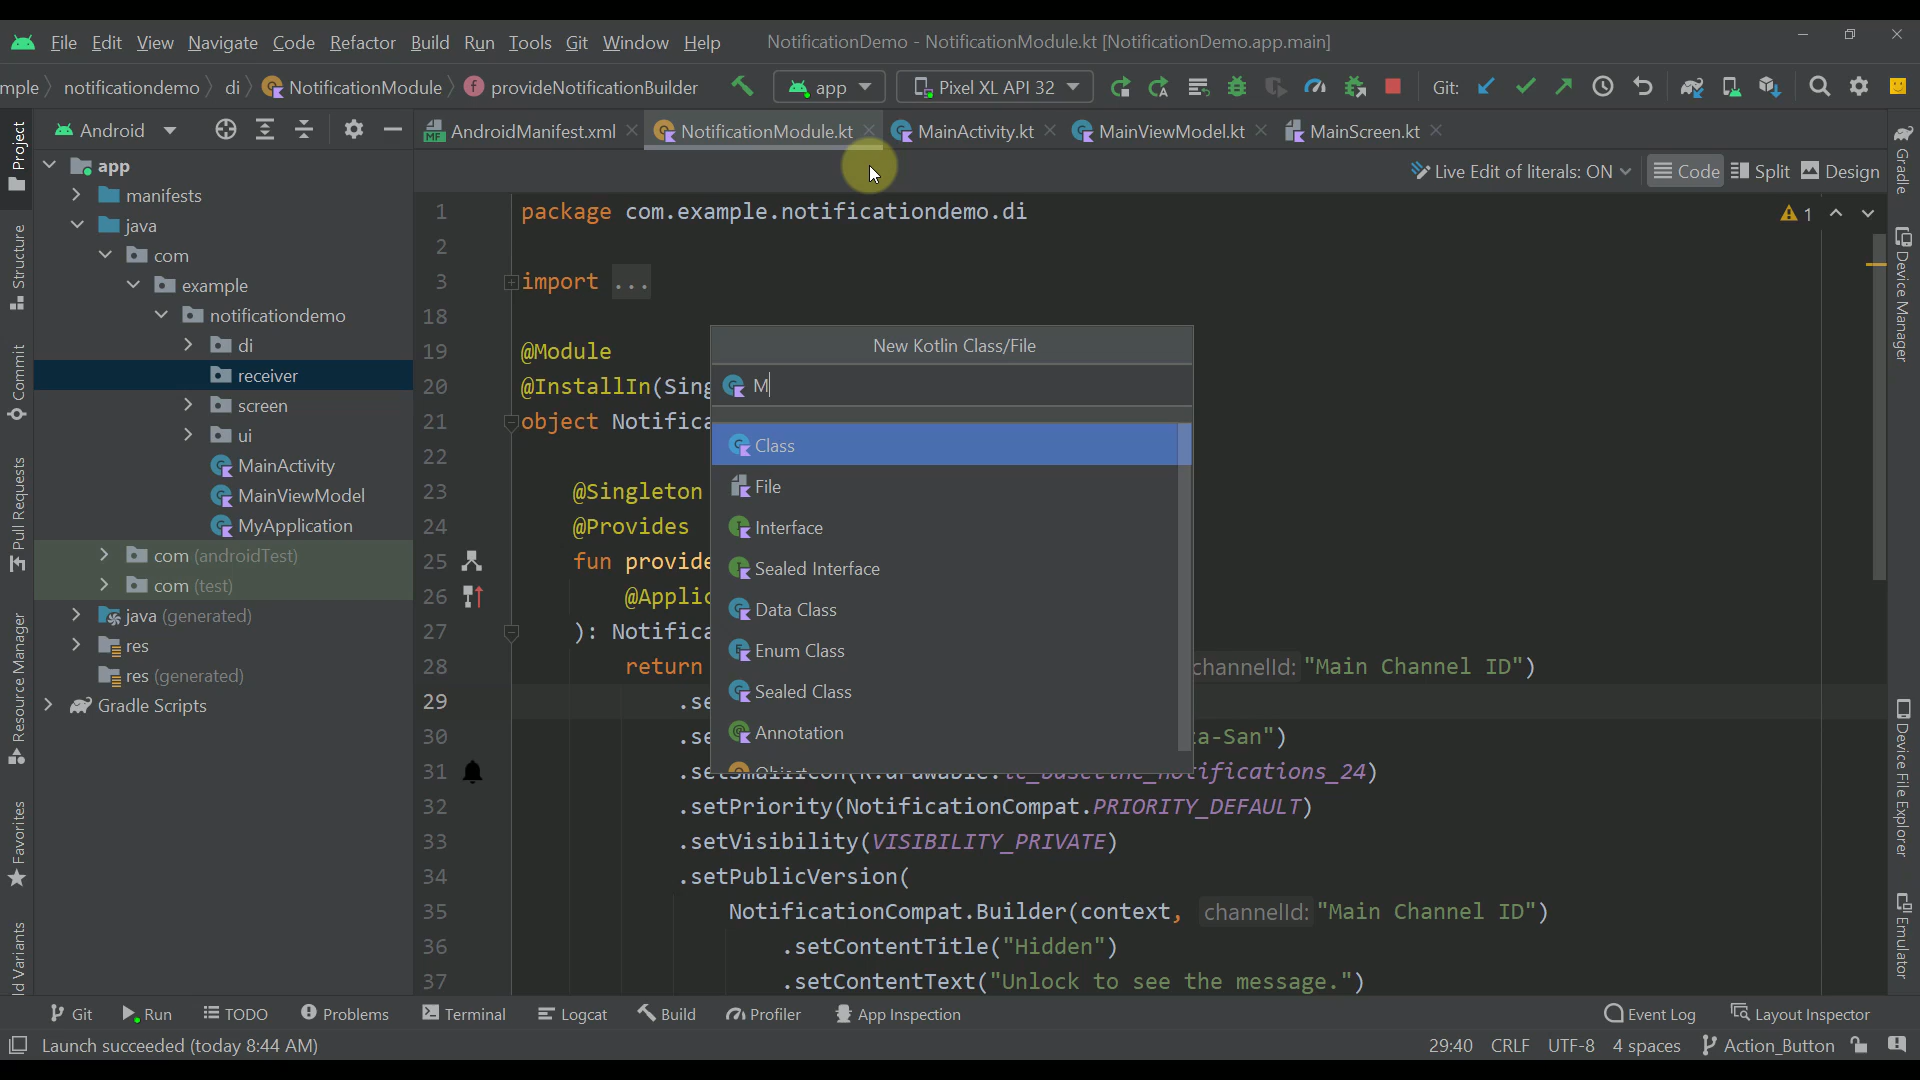 File Edit View Navigate Code Refactor Build Run Tools Git Window Help NotificationDemo - NotificationModule.kt [NotificationDemo.app.main]
mple notificationdemo di NotificationModule provideNotificationBuilder app Pixel XL API 32 Git:
Android
AndroidManifest.xml NotificationModule.kt MainActivity.kt MainViewModel.kt MainScreen.kt
Live Edit of literals: ON Code Split Design
Project
Structure
Commit
Pull Requests
Resource Manager
Favorites
ld Variants
app
manifests
java
com
example
notificationdemo
di
receiver
screen
ui
MainActivity
MainViewModel
MyApplication
com (androidTest)
com (test)
java (generated)
res
res (generated)
Gradle Scripts
1 package com.example.notificationdemo.di
2
3 import ...
18
19 @Module
20 @InstallIn(Sing
21 object Notifica
22
23 @Singleton
24 @Provides
25 fun provide
26 @Applic
27 ): Notifica
28 return channelId: "Main Channel ID")
29 .se
30 .se a-San")
31 .setSmallIcon(R.drawable.ic_baseline_notifications_24)
32 .setPriority(NotificationCompat.PRIORITY_DEFAULT)
33 .setVisibility(VISIBILITY_PRIVATE)
34 .setPublicVersion(
35 NotificationCompat.Builder(context, channelId: "Main Channel ID")
36 .setContentTitle("Hidden")
37 .setContentText("Unlock to see the message.")
1
New Kotlin Class/File
M
Class
File
Interface
Sealed Interface
Data Class
Enum Class
Sealed Class
Annotation
Object
Gradle
Device Manager
Device File Explorer
Emulator
Git Run TODO Problems Terminal Logcat Build Profiler App Inspection Event Log Layout Inspector
Launch succeeded (today 8:44 AM) 29:40 CRLF UTF-8 4 spaces Action_Button